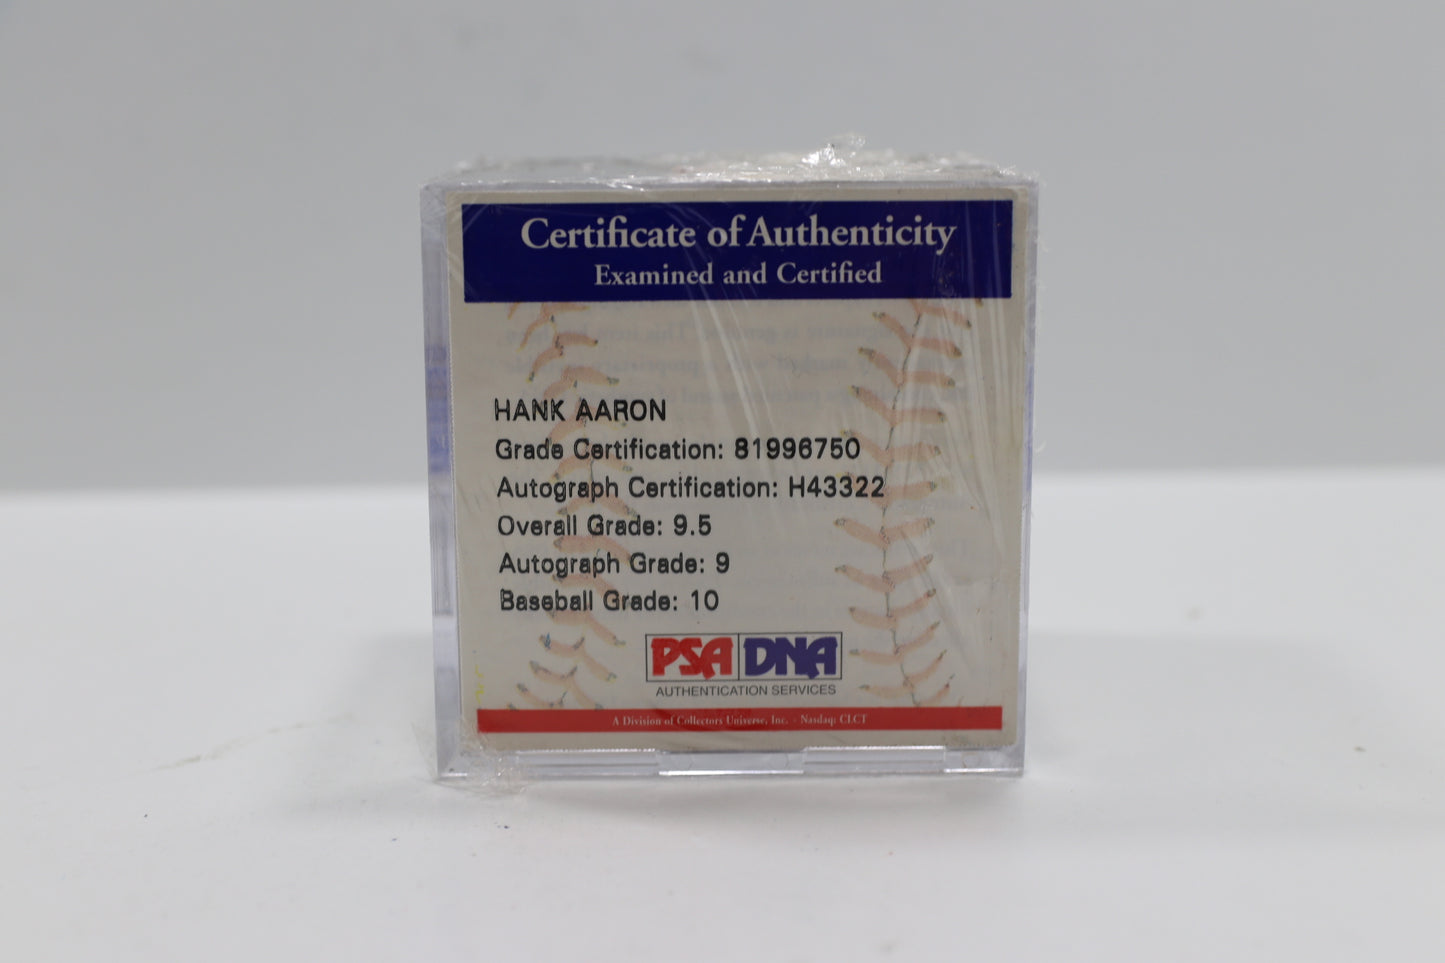 Certificate of Authenticity
Examined and Certified
HANK AARON
Grade Certification: 81996750
Autograph Certification: H43322
Overall Grade: 9.5
Autograph Grade: 9
Baseball Grade: 10
PSA DNA
AUTHENTICATION SERVICES
A Division of Collectors Universe, Inc. - Nasdaq: CLCT